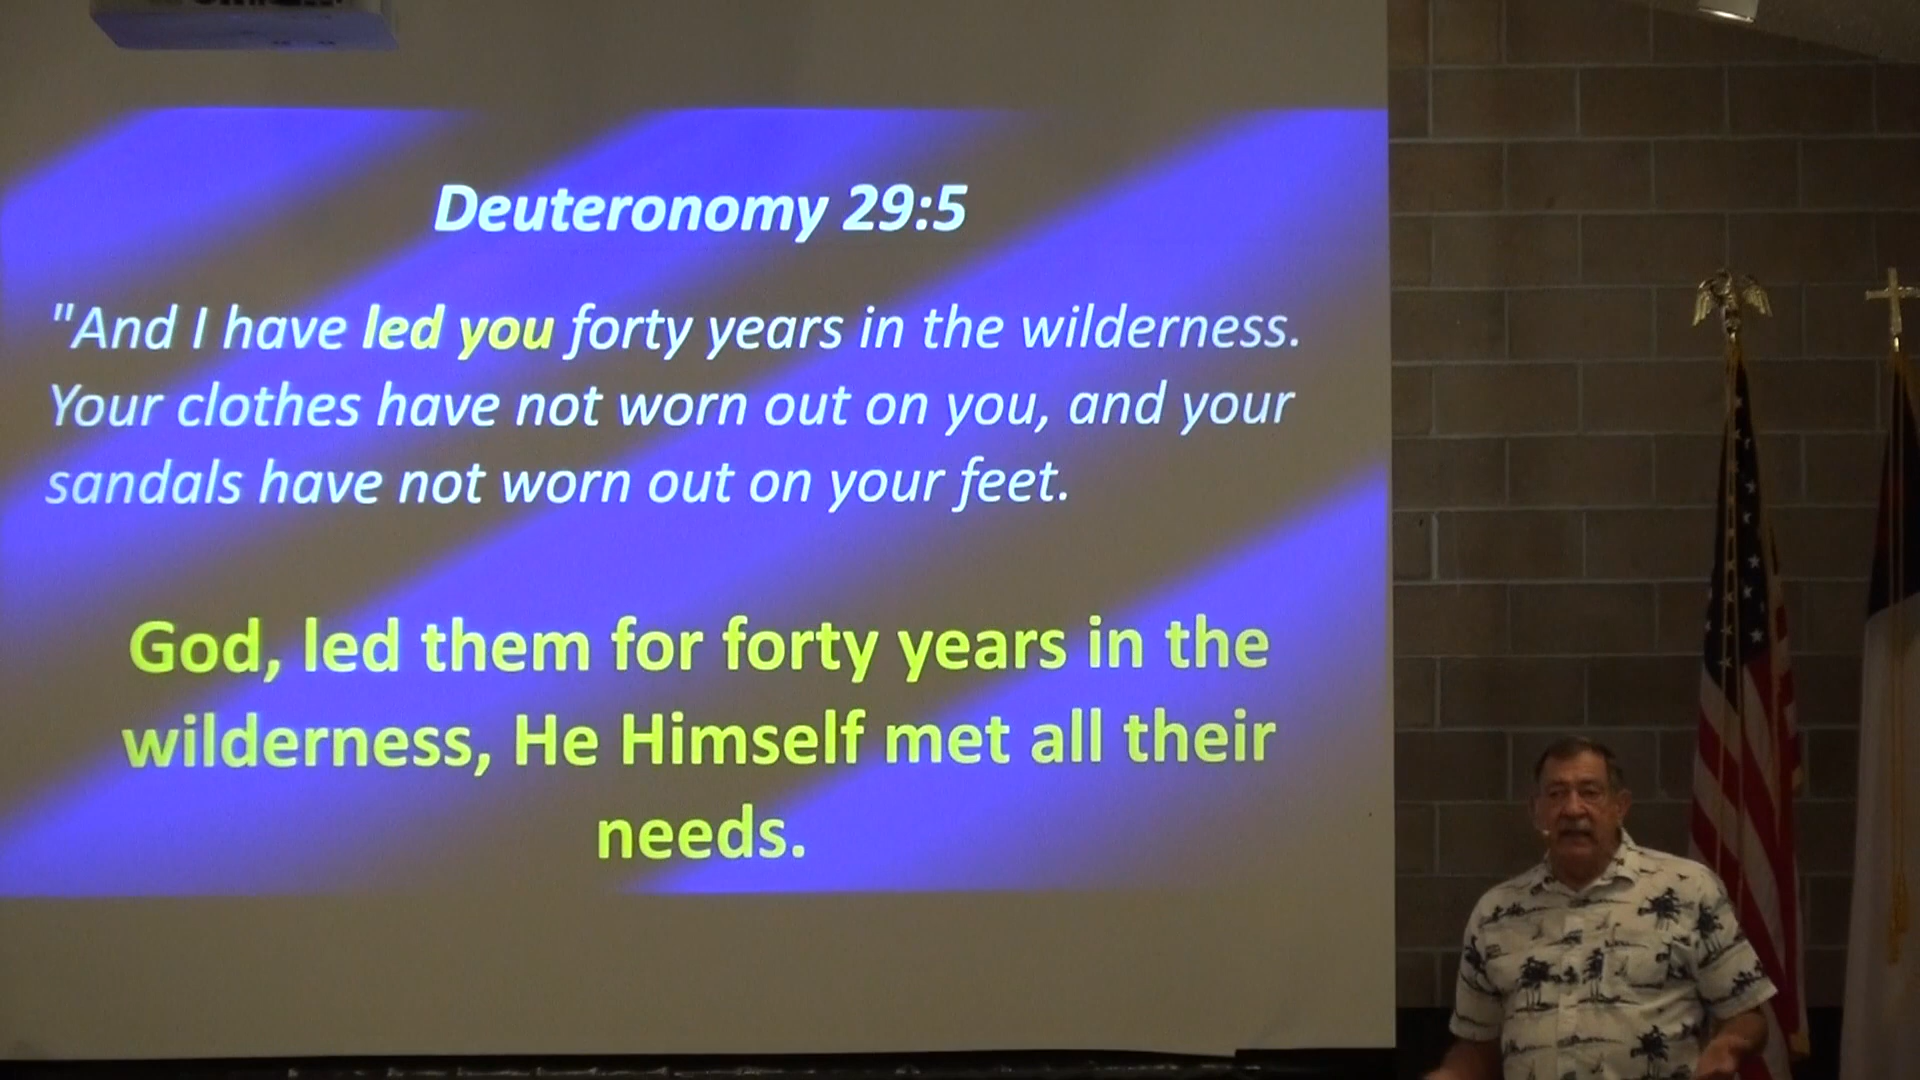 Deuteronomy 29:5
"And I have led you forty years in the wilderness.
Your clothes have not worn out on you, and your
sandals have not worn out on your feet.
God, led them for forty years in the
wilderness, He Himself met all their
needs.